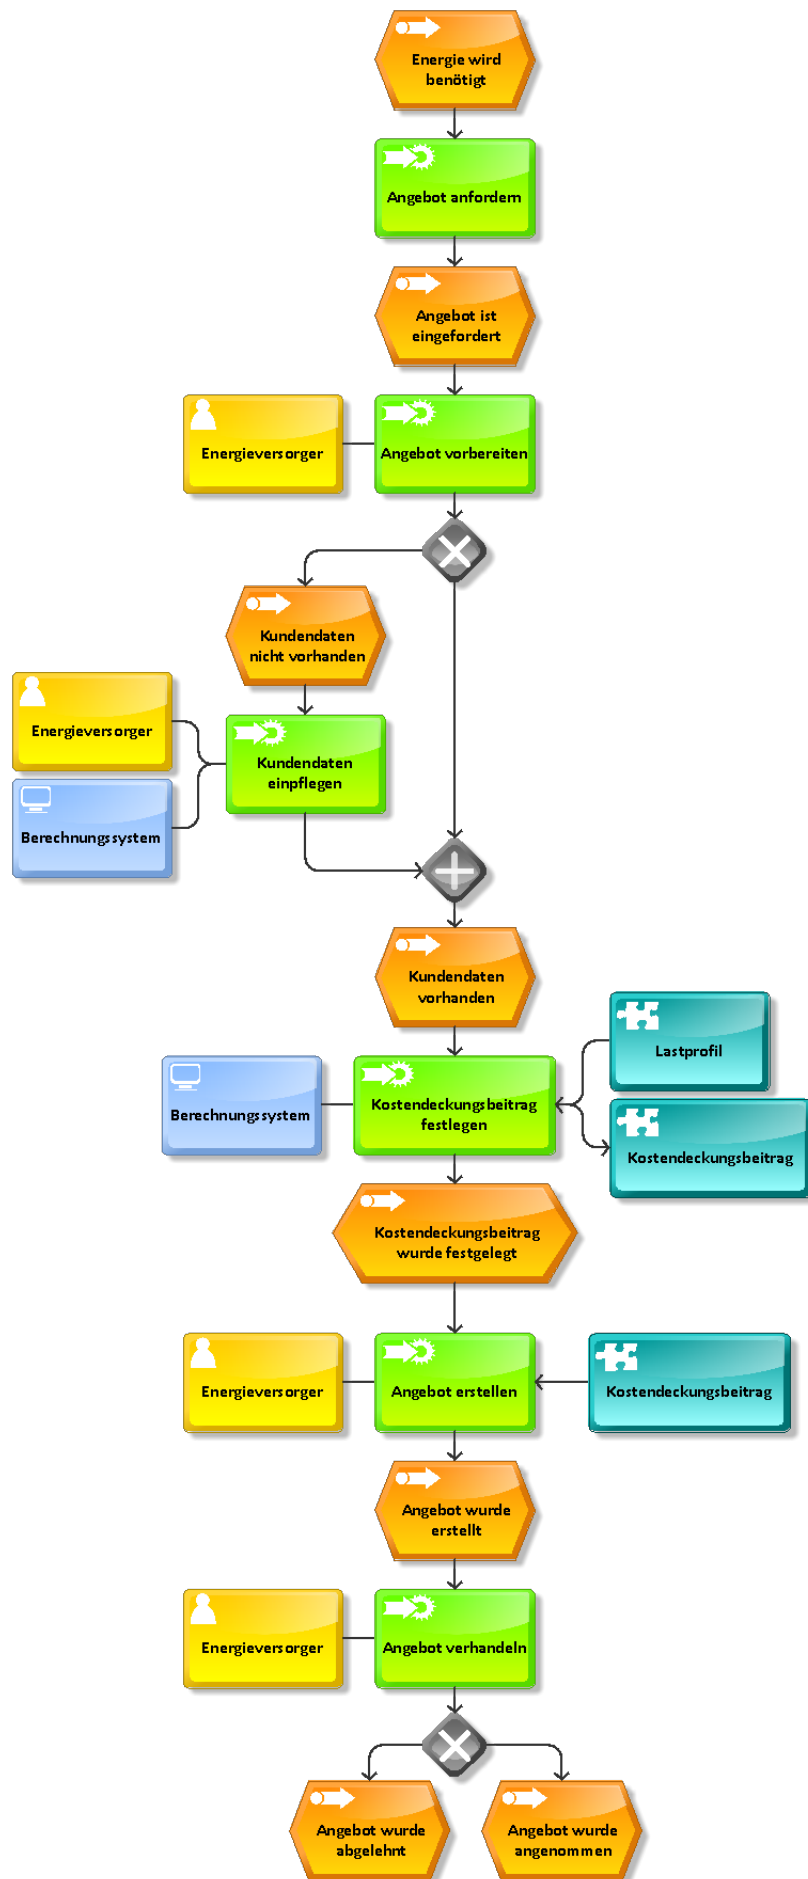 Energie wird
benötigt
Angebot anfordern
Angebot ist
eingefordert
Energieversorger
Angebot vorbereiten
Kundendaten
nicht vorhanden
Energieversorger
Kundendaten
einpflegen
Berechnungssystem
Kundendaten
vorhanden
Lastprofil
Berechnungssystem
Kostendeckungsbeitrag
festlegen
Kostendeckungsbeitrag
Kostendeckungsbeitrag
wurde festgelegt
Energieversorger
Angebot erstellen
Kostendeckungsbeitrag
Angebot wurde
erstellt
Energieversorger
Angebot verhandeln
Angebot wurde
abgelehnt
Angebot wurde
angenommen